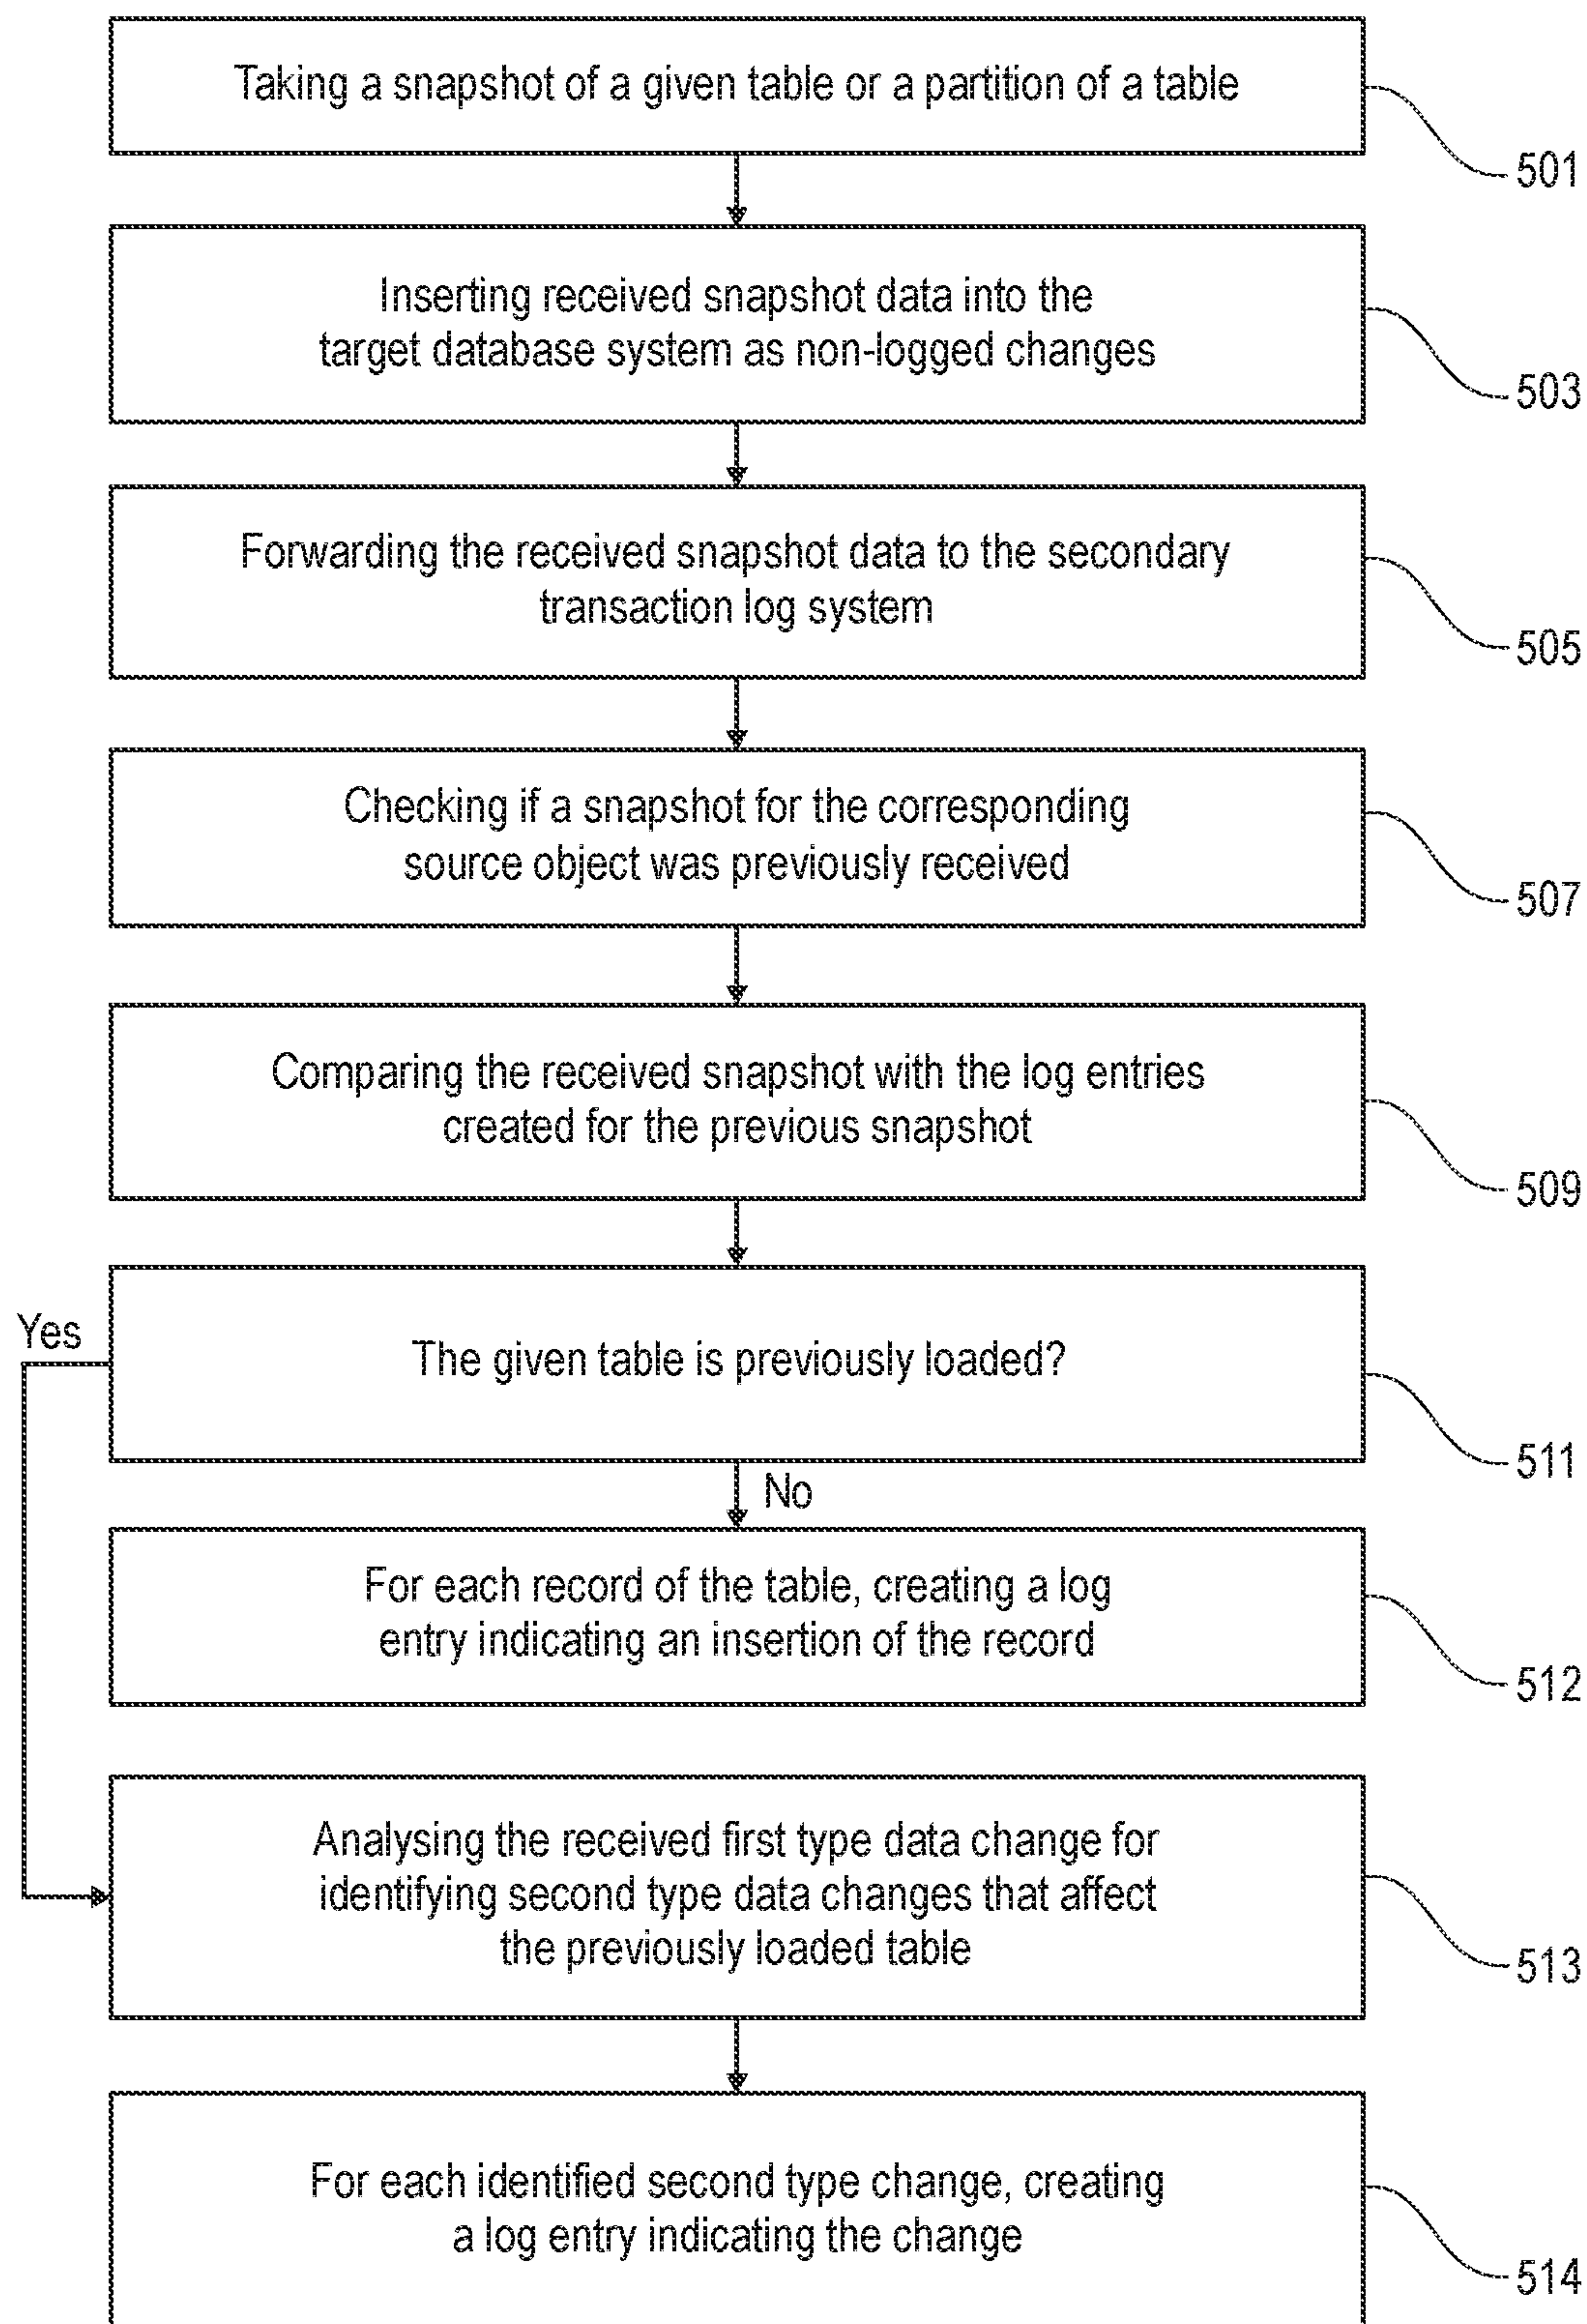 Taking a snapshot of a given table or a partition of a table
501
Inserting received snapshot data into the
target database system as non-logged changes
503
Forwarding the received snapshot data to the secondary
transaction log system
505
Checking if a snapshot for the corresponding
source object was previously received
507
Comparing the received snapshot with the log entries
created for the previous snapshot
509
Yes
The given table is previously loaded?
511
No
For each record of the table, creating a log
entry indicating an insertion of the record
512
Analysing the received first type data change for
identifying second type data changes that affect
the previously loaded table
513
For each identified second type change, creating
a log entry indicating the change
514